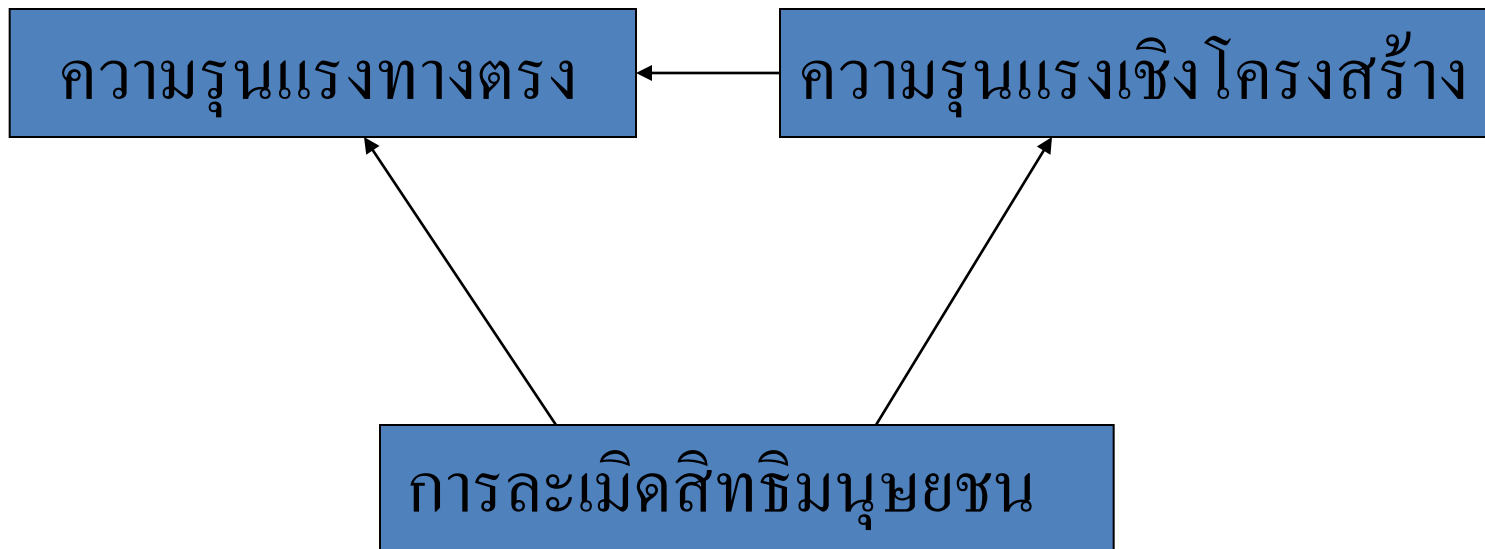 ความรุนแรงทางตรง
ความรุนแรงเชิงโครงสร้าง
การละเมิดสิทธิมนุษยชน